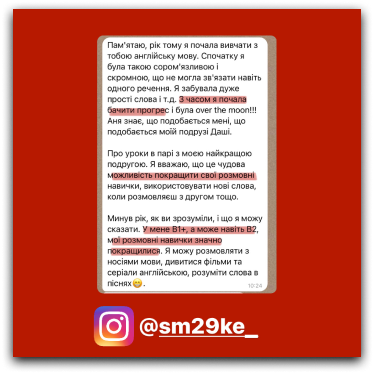 Пам'ятаю, рік тому я почала вивчати з
тобою англійську мову. Спочатку я
була такою сором'язливою і
скромною, що не могла зв'язати навіть
одного речення. Я забувала дуже
прості слова і т.д. З часом я почала
бачити прогрес і була over the moon!!!
Аня знає, що подобається мені, що
подобається моїй подрузі Даші.
Про уроки в парі з моєю найкращою
подругою. Я вважаю, що це чудова
можливість покращити свої розмовні
навички, використовувати нові слова,
коли розмовляєш з другом тощо.
Минув рік, як ви зрозуміли, і що я можу
сказати. У мене В1+, а може навіть В2,
мої розмовні навички значно
покращилися. Я можу розмовляти з
носіями мови, дивитися фільми та
серіали англійською, розуміти слова в
піснях😋.
10:24
@sm29ke_